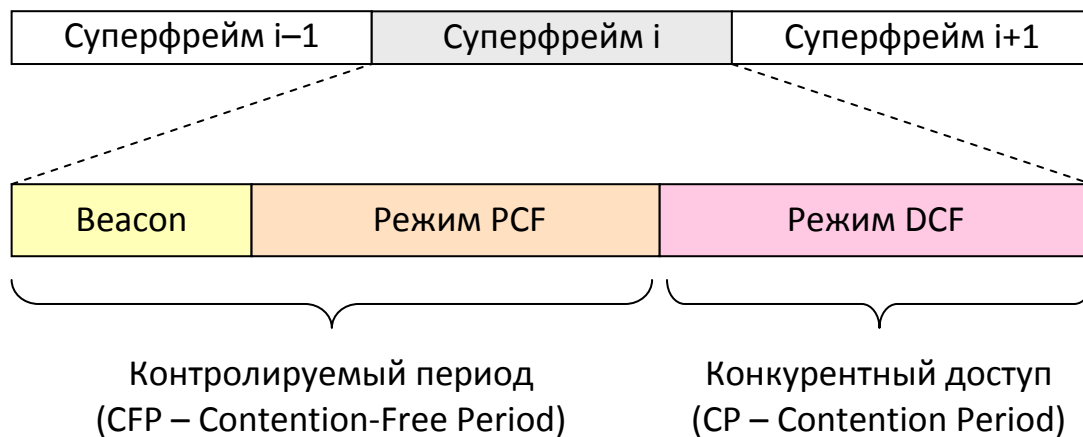 Суперфрейм i–1
Суперфрейм i
Суперфрейм i+1
Beacon
Режим PCF
Режим DCF
Контролируемый период
(CFP – Contention-Free Period)
Конкурентный доступ
(CP – Contention Period)